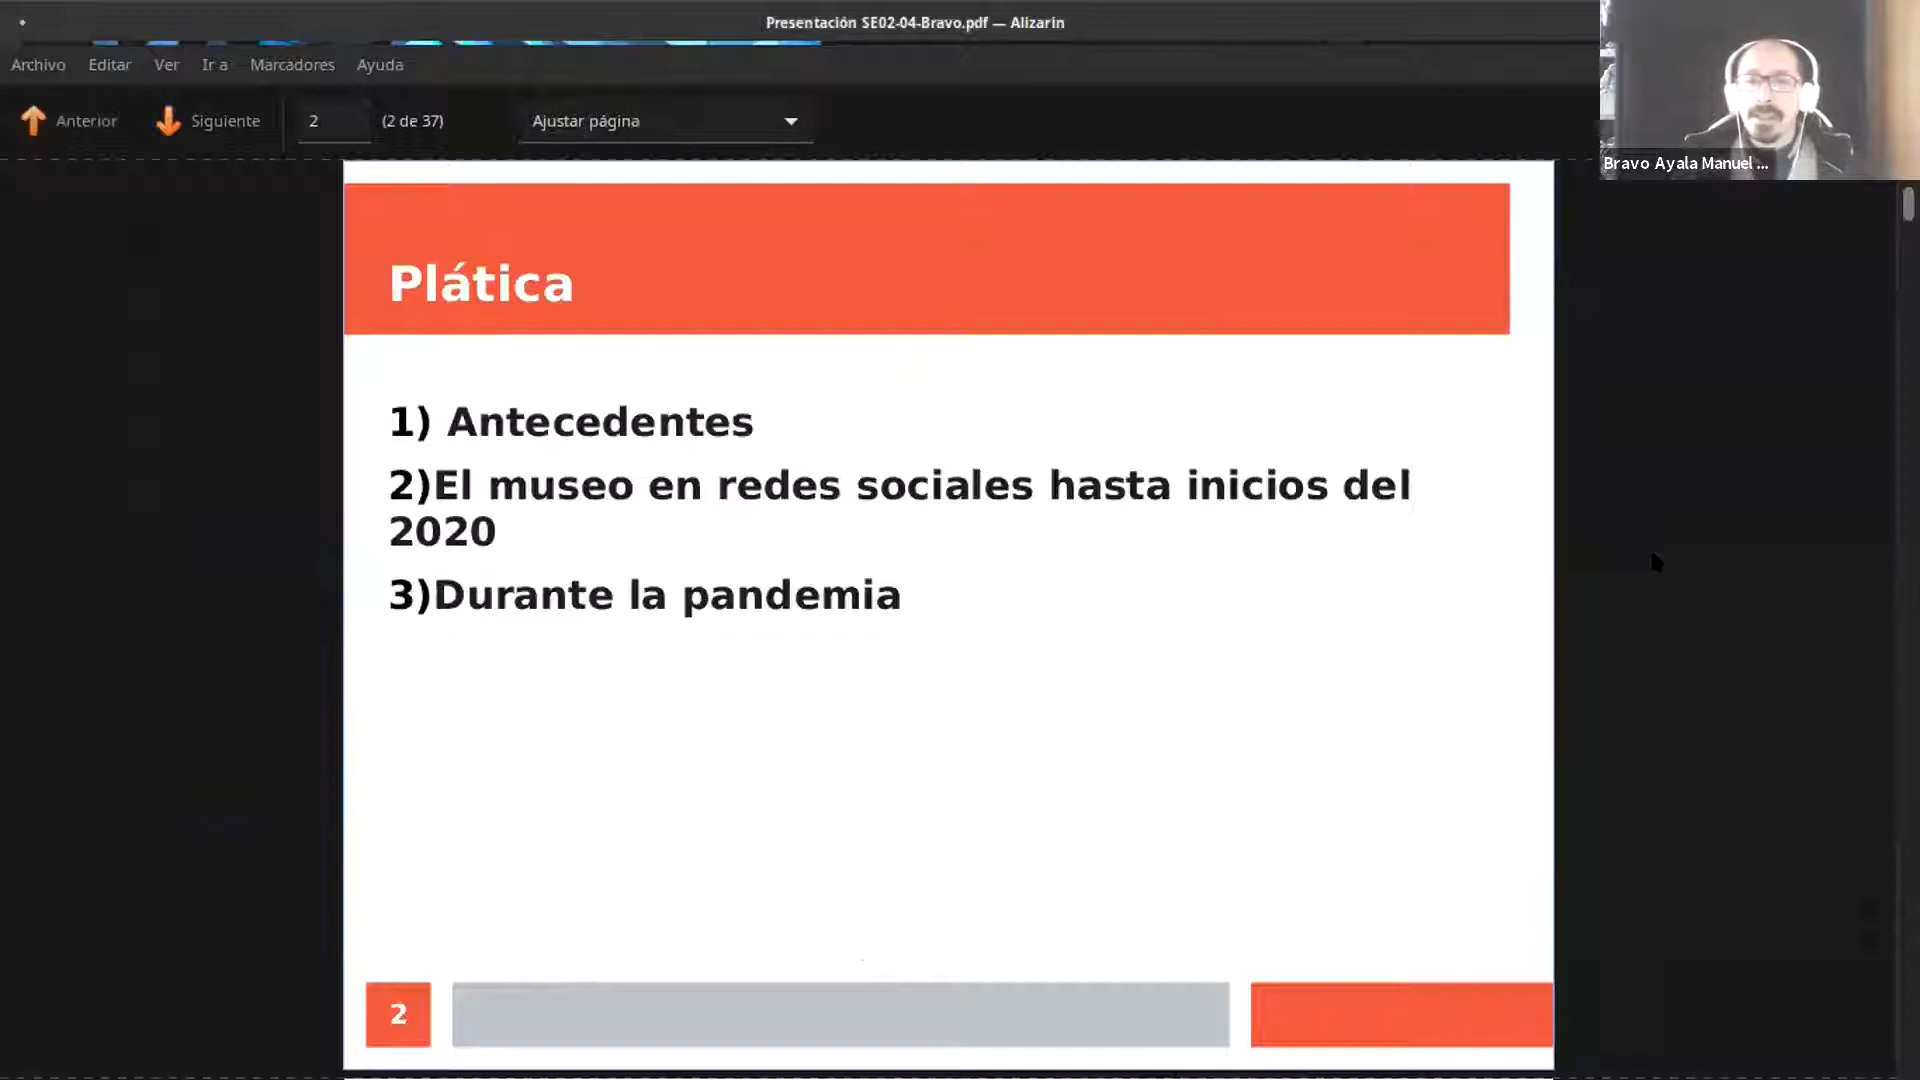 Presentación SE02-04-Bravo.pdf — Alizarin
Archivo Editar Ver Ir a Marcadores Ayuda
Anterior Siguiente 2 (2 de 37) Ajustar página
Bravo Ayala Manuel ...
Plática
1) Antecedentes
2)El museo en redes sociales hasta inicios del
2020
3)Durante la pandemia
2